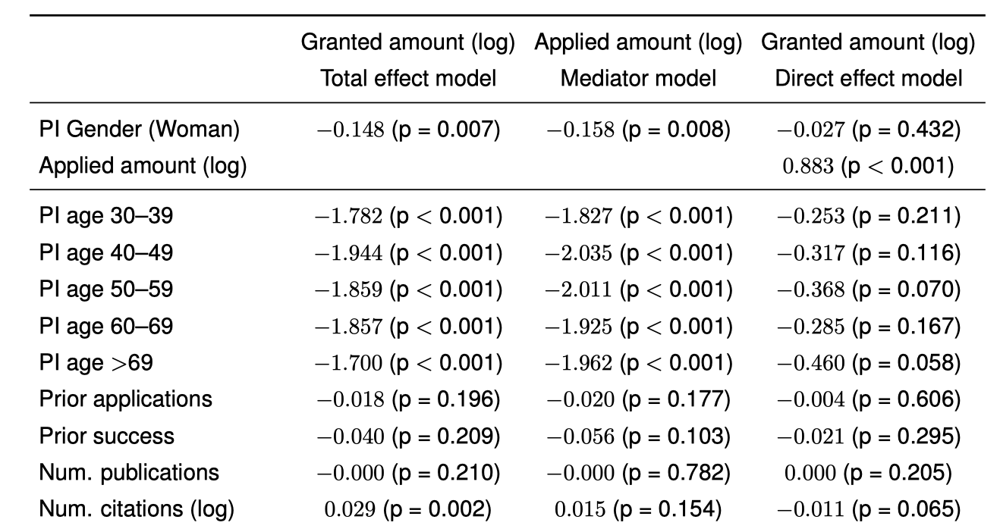 Granted amount (log) Applied amount (log) Granted amount (log)
Total effect model Mediator model Direct effect model
PI Gender (Woman) −0.148 (p = 0.007) −0.158 (p = 0.008) −0.027 (p = 0.432)
Applied amount (log) 0.883 (p < 0.001)
PI age 30–39 −1.782 (p < 0.001) −1.827 (p < 0.001) −0.253 (p = 0.211)
PI age 40–49 −1.944 (p < 0.001) −2.035 (p < 0.001) −0.317 (p = 0.116)
PI age 50–59 −1.859 (p < 0.001) −2.011 (p < 0.001) −0.368 (p = 0.070)
PI age 60–69 −1.857 (p < 0.001) −1.925 (p < 0.001) −0.285 (p = 0.167)
PI age >69 −1.700 (p < 0.001) −1.962 (p < 0.001) −0.460 (p = 0.058)
Prior applications −0.018 (p = 0.196) −0.020 (p = 0.177) −0.004 (p = 0.606)
Prior success −0.040 (p = 0.209) −0.056 (p = 0.103) −0.021 (p = 0.295)
Num. publications −0.000 (p = 0.210) −0.000 (p = 0.782) 0.000 (p = 0.205)
Num. citations (log) 0.029 (p = 0.002) 0.015 (p = 0.154) −0.011 (p = 0.065)